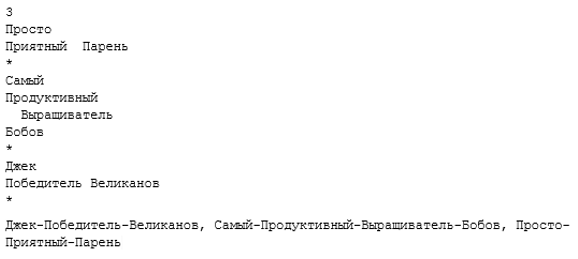 3
Просто
Приятный  Парень
*
Самый
Продуктивный
  Выращиватель
Бобов
*
Джек
Победитель Великанов
*
Джек-Победитель-Великанов, Самый-Продуктивный-Выращиватель-Бобов, Просто-
Приятный-Парень